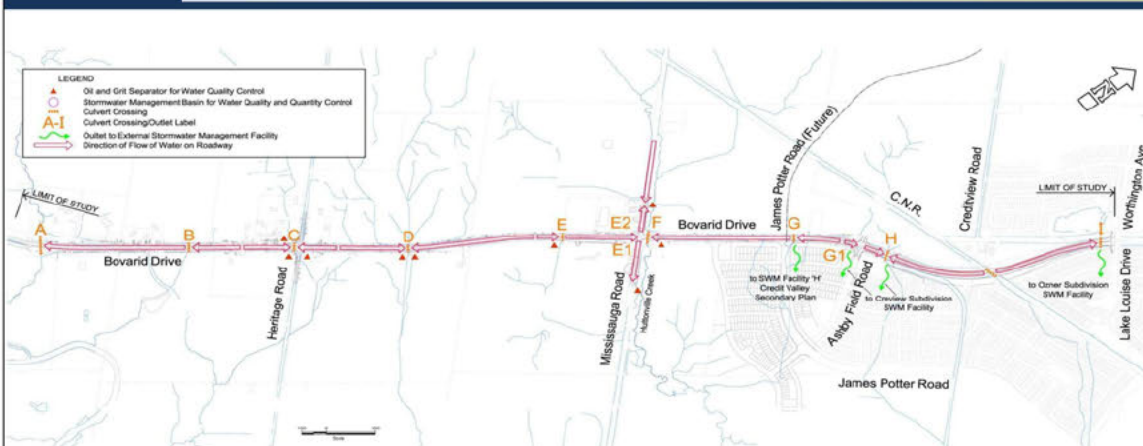 LEGEND
Oil and Grit Separator for Water Quality Control
Stormwater Management Basin for Water Quality and Quantity Control
Culvert Crossing
A-I Culvert Crossing/Outlet Label
Outlet to External Stormwater Management Facility
Direction of Flow of Water on Roadway
LIMIT OF STUDY
A
B
C
D
E
E2
E1
F
G
G1
H
I
Bovarid Drive
Heritage Road
Mississauga Road
Huttonville Creek
Bovarid Drive
James Potter Road (Future)
C.N.R.
Creditview Road
LIMIT OF STUDY
Worthington Ave
Lake Louise Drive
to SWM Facility 'H'
Credit Valley
Secondary Plan
Ashby Field Road
to Creview Subdivision
SWM Facility
to Ozner Subdivision
SWM Facility
James Potter Road
Scale